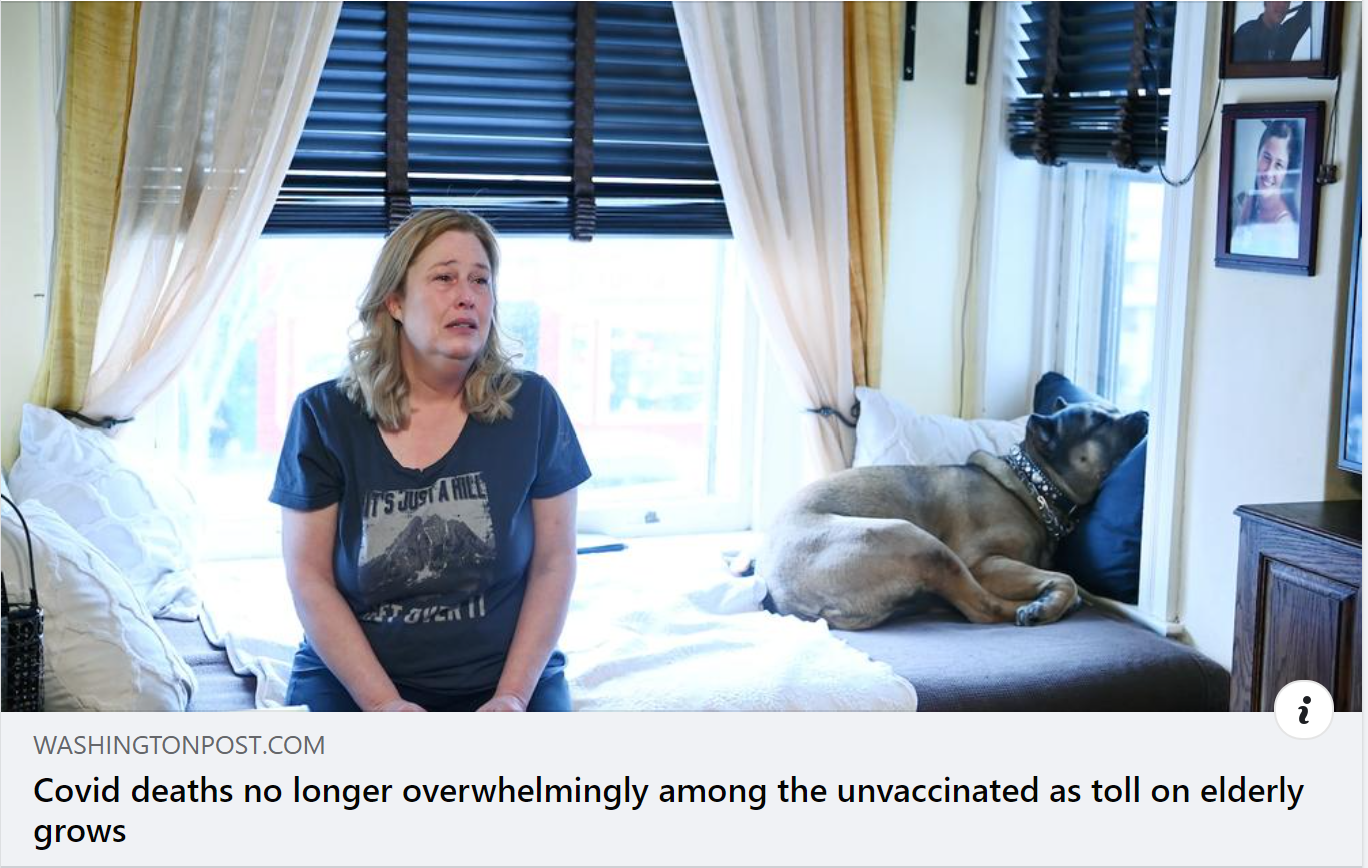 IT'S JUST A HILL
GET OVER IT
WASHINGTONPOST.COM
Covid deaths no longer overwhelmingly among the unvaccinated as toll on elderly
grows